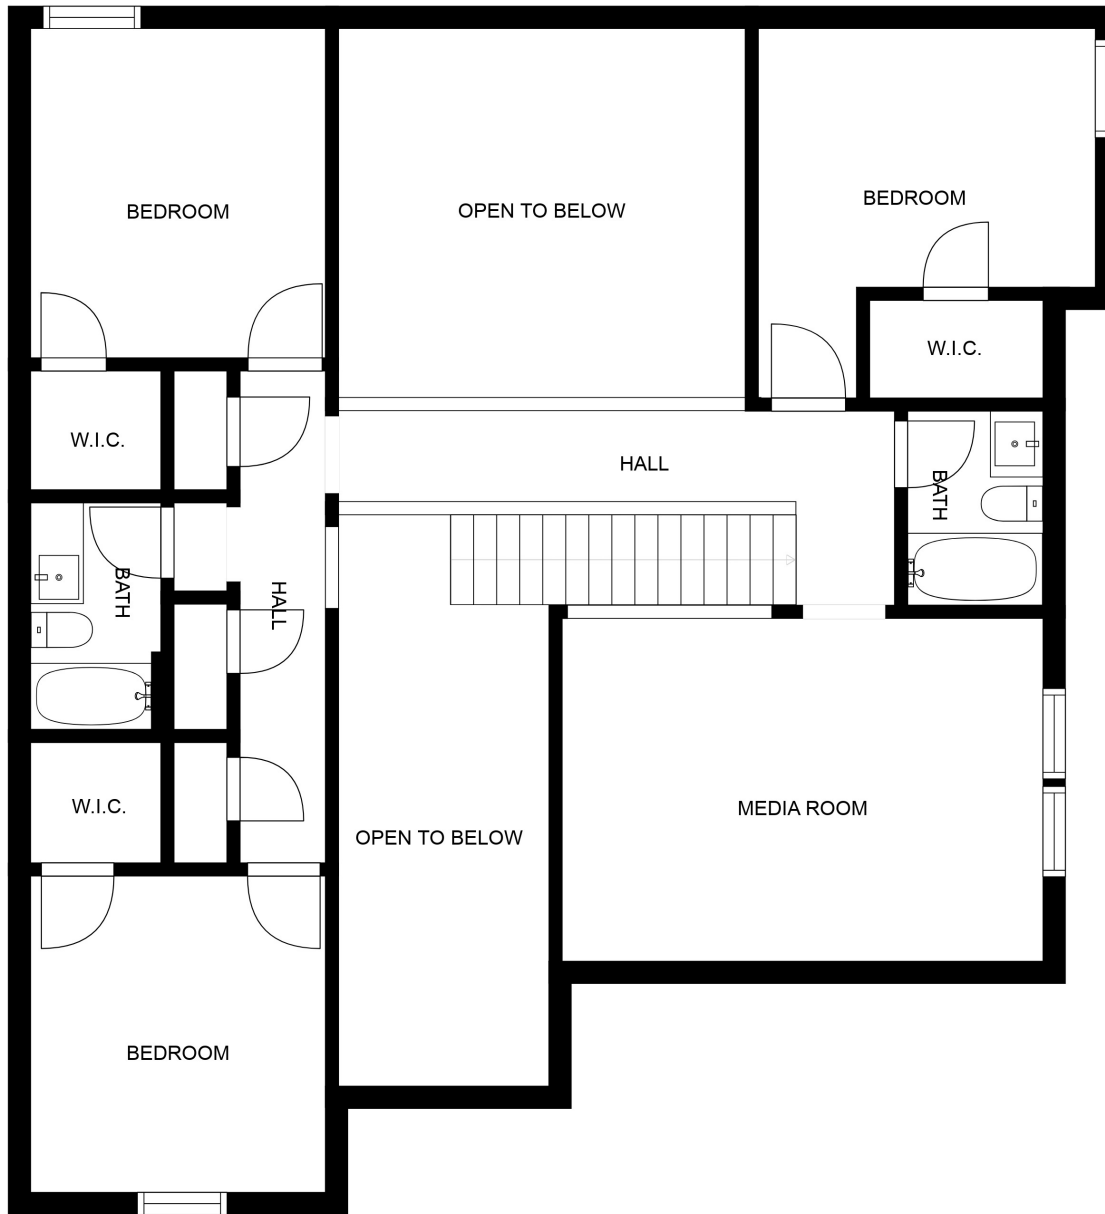 BEDROOM
OPEN TO BELOW
BEDROOM
W.I.C.
W.I.C.
HALL
BATH
BATH
HALL
W.I.C.
OPEN TO BELOW
MEDIA ROOM
BEDROOM